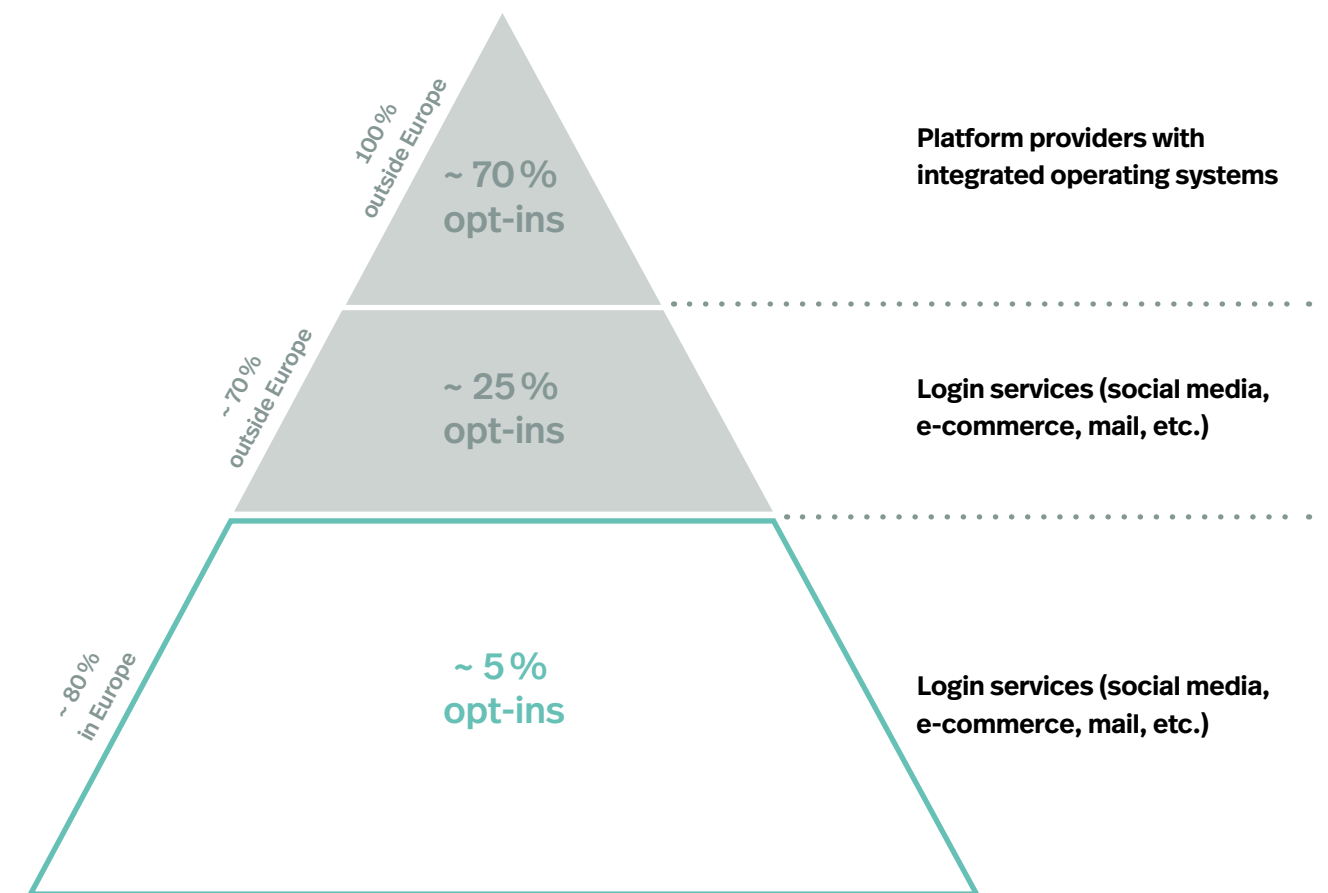 100 %
outside Europe
~ 70 %
opt-ins
Platform providers with
integrated operating systems
~ 70 %
outside Europe
~ 25 %
opt-ins
Login services (social media,
e-commerce, mail, etc.)
~ 80 %
in Europe
~ 5 %
opt-ins
Login services (social media,
e-commerce, mail, etc.)